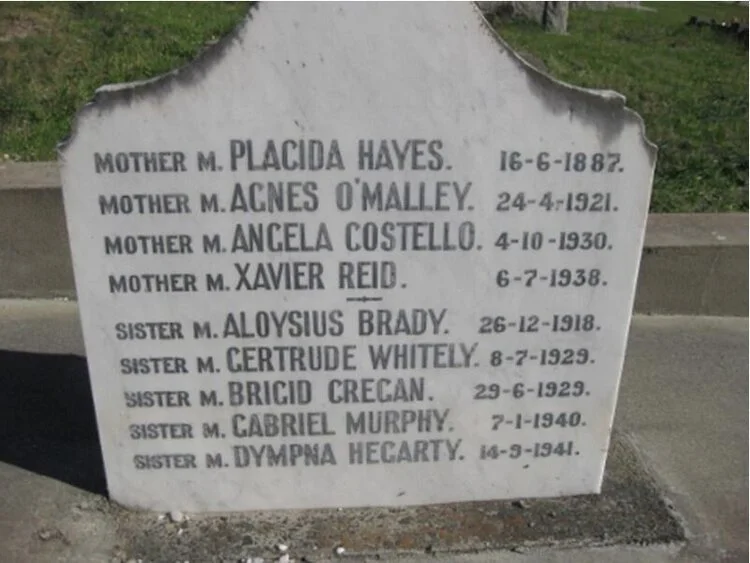 MOTHER M. PLACIDA HAYES. 16-6-1887.
MOTHER M. AGNES O'MALLEY. 24-4-1921.
MOTHER M. ANGELA COSTELLO. 4-10-1930.
MOTHER M. XAVIER REID. 6-7-1938.
SISTER M. ALOYSIUS BRADY. 26-12-1918.
SISTER M. GERTRUDE WHITELY. 8-7-1929.
SISTER M. BRIGID CREGAN. 29-6-1929.
SISTER M. GABRIEL MURPHY. 7-1-1940.
SISTER M. DYMPNA HEGARTY. 14-9-1941.